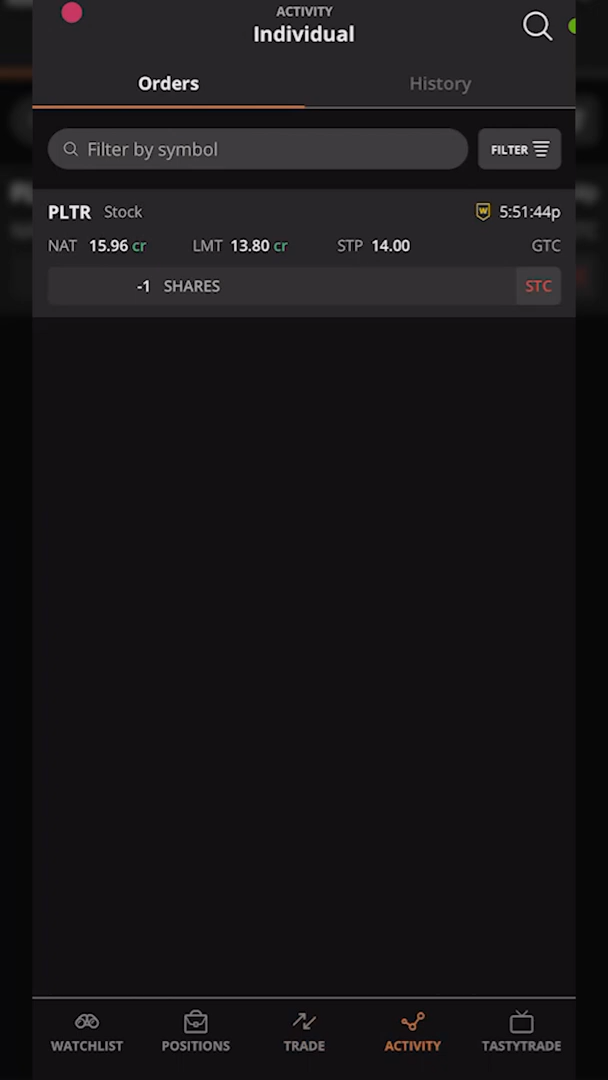 ACTIVITY
Individual
Orders History
Filter by symbol FILTER
PLTR Stock W 5:51:44p
NAT 15.96 cr LMT 13.80 cr STP 14.00 GTC
-1 SHARES STC
WATCHLIST POSITIONS TRADE ACTIVITY TASTYTRADE